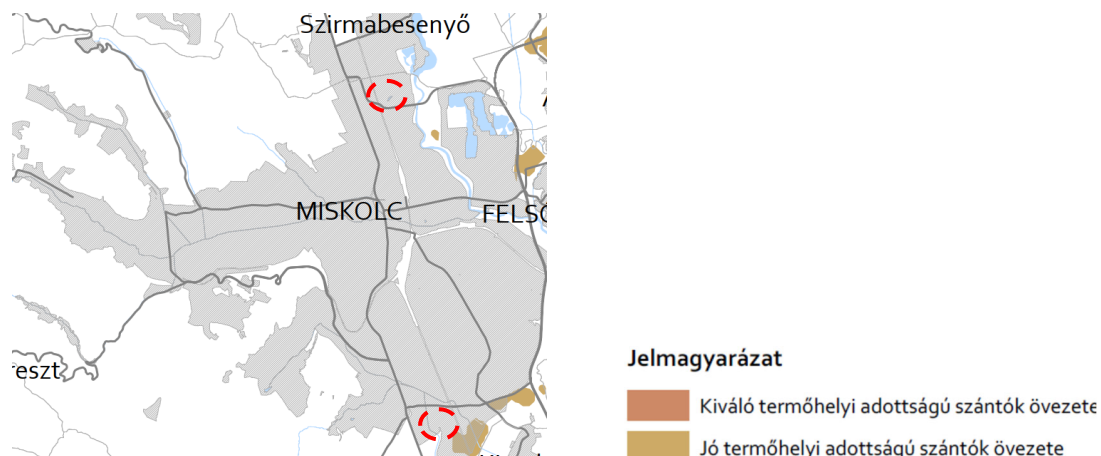 Szirmabesenyő
MISKOLC
FELSŐ
reszt
Jelmagyarázat
Kiváló termőhelyi adottságú szántók övezete
Jó termőhelyi adottságú szántók övezete